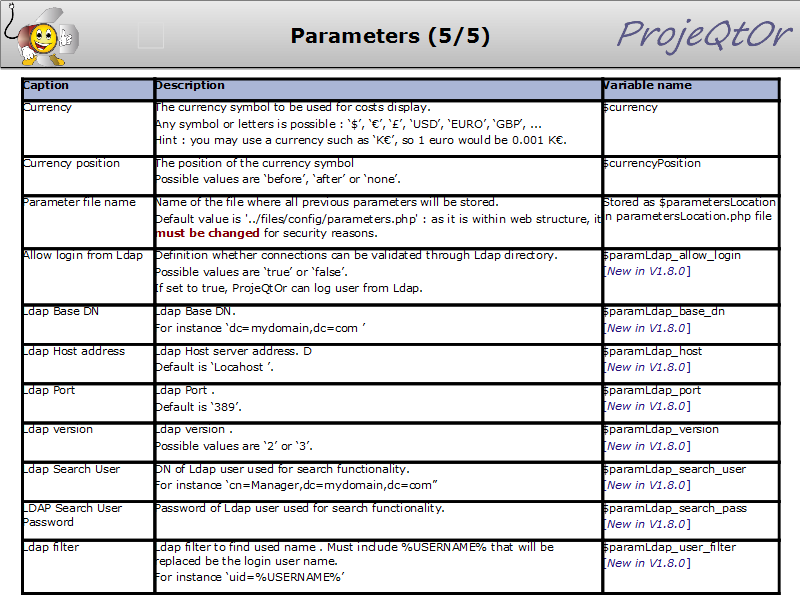 Parameters (5/5)
ProjeQtOr
Caption Description Variable name
Currency The currency symbol to be used for costs display. $currency
Any symbol or letters is possible : ‘$’, ‘€’, ‘£’, ‘USD’, ‘EURO’, ‘GBP’, ...
Hint : you may use a currency such as ‘K€’, so 1 euro would be 0.001 K€.
Currency position The position of the currency symbol $currencyPosition
Possible values are ‘before’, ‘after’ or ‘none’.
Parameter file name Name of the file where all previous parameters will be stored. Stored as $parametersLocation
Default value is '../files/config/parameters.php' : as it is within web structure, it in parametersLocation.php file
must be changed for security reasons.
Allow login from Ldap Definition whether connections can be validated through Ldap directory. $paramLdap_allow_login
Possible values are ‘true’ or ‘false’. [New in V1.8.0]
If set to true, ProjeQtOr can log user from Ldap.
Ldap Base DN Ldap Base DN. $paramLdap_base_dn
For instance ‘dc=mydomain,dc=com ’ [New in V1.8.0]
Ldap Host address Ldap Host server address. D $paramLdap_host
Default is ‘Locahost ’. [New in V1.8.0]
Ldap Port Ldap Port . $paramLdap_port
Default is ‘389’. [New in V1.8.0]
Ldap version Ldap version . $paramLdap_version
Possible values are ‘2’ or ‘3’. [New in V1.8.0]
Ldap Search User DN of Ldap user used for search functionality. $paramLdap_search_user
For instance ‘cn=Manager,dc=mydomain,dc=com” [New in V1.8.0]
LDAP Search User Password of Ldap user used for search functionality. $paramLdap_search_pass
Password [New in V1.8.0]
Ldap filter Ldap filter to find used name . Must include %USERNAME% that will be $paramLdap_user_filter
replaced be the login user name. [New in V1.8.0]
For instance ‘uid=%USERNAME%’